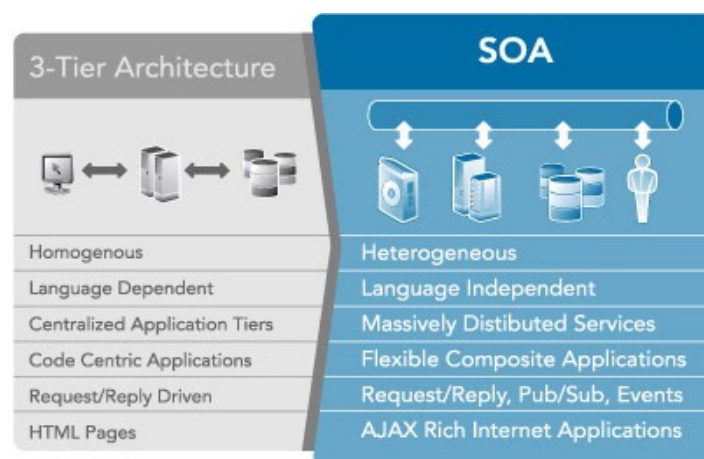 3-Tier Architecture
Homogenous
Language Dependent
Centralized Application Tiers
Code Centric Applications
Request/Reply Driven
HTML Pages
SOA
Heterogeneous
Language Independent
Massively Distibuted Services
Flexible Composite Applications
Request/Reply, Pub/Sub, Events
AJAX Rich Internet Applications